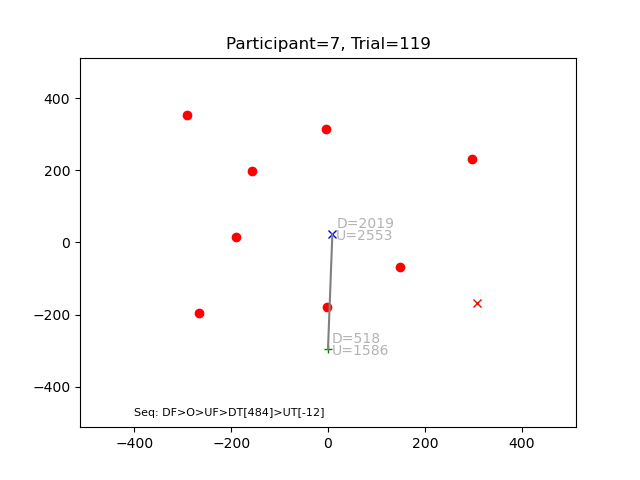 Participant=7, Trial=119
400
200
0
−200
−400
D=2019
U=2553
D=518
U=1586
Seq: DF>O>UF>DT[484]>UT[-12]
−400 −200 0 200 400